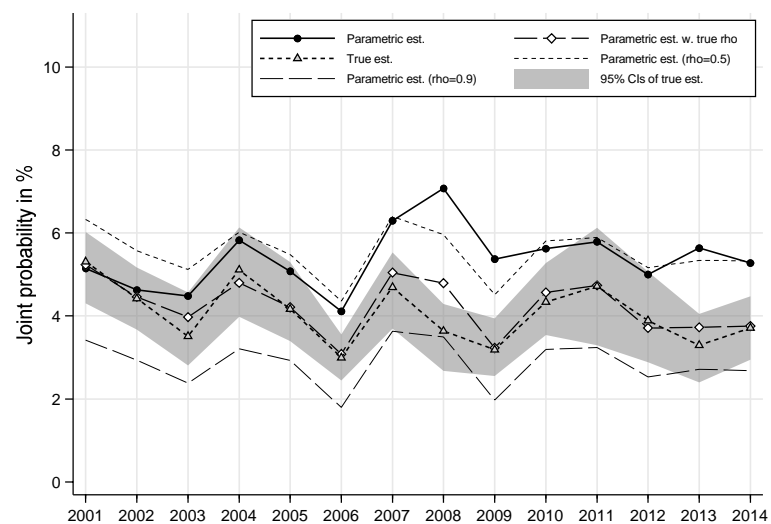 Parametric est.
Parametric est. w. true rho
True est.
Parametric est. (rho=0.5)
Parametric est. (rho=0.9)
95% CIs of true est.
Joint probability in %
10
8
6
4
2
0
2001 2002 2003 2004 2005 2006 2007 2008 2009 2010 2011 2012 2013 2014